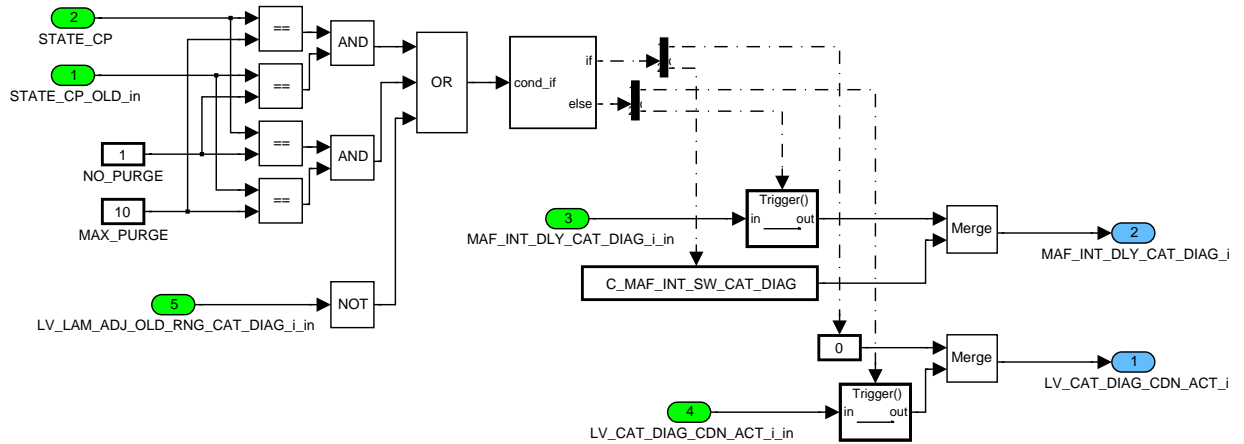 2
STATE_CP
1
STATE_CP_OLD_in
1
NO_PURGE
10
MAX_PURGE
5
LV_LAM_ADJ_OLD_RNG_CAT_DIAG_i_in
==
==
==
==
AND
AND
NOT
OR
cond_if
if
else
3
MAF_INT_DLY_CAT_DIAG_i_in
Trigger()
in
out
C_MAF_INT_SW_CAT_DIAG
Merge
2
MAF_INT_DLY_CAT_DIAG_i
0
Merge
1
LV_CAT_DIAG_CDN_ACT_i
4
LV_CAT_DIAG_CDN_ACT_i_in
Trigger()
in
out